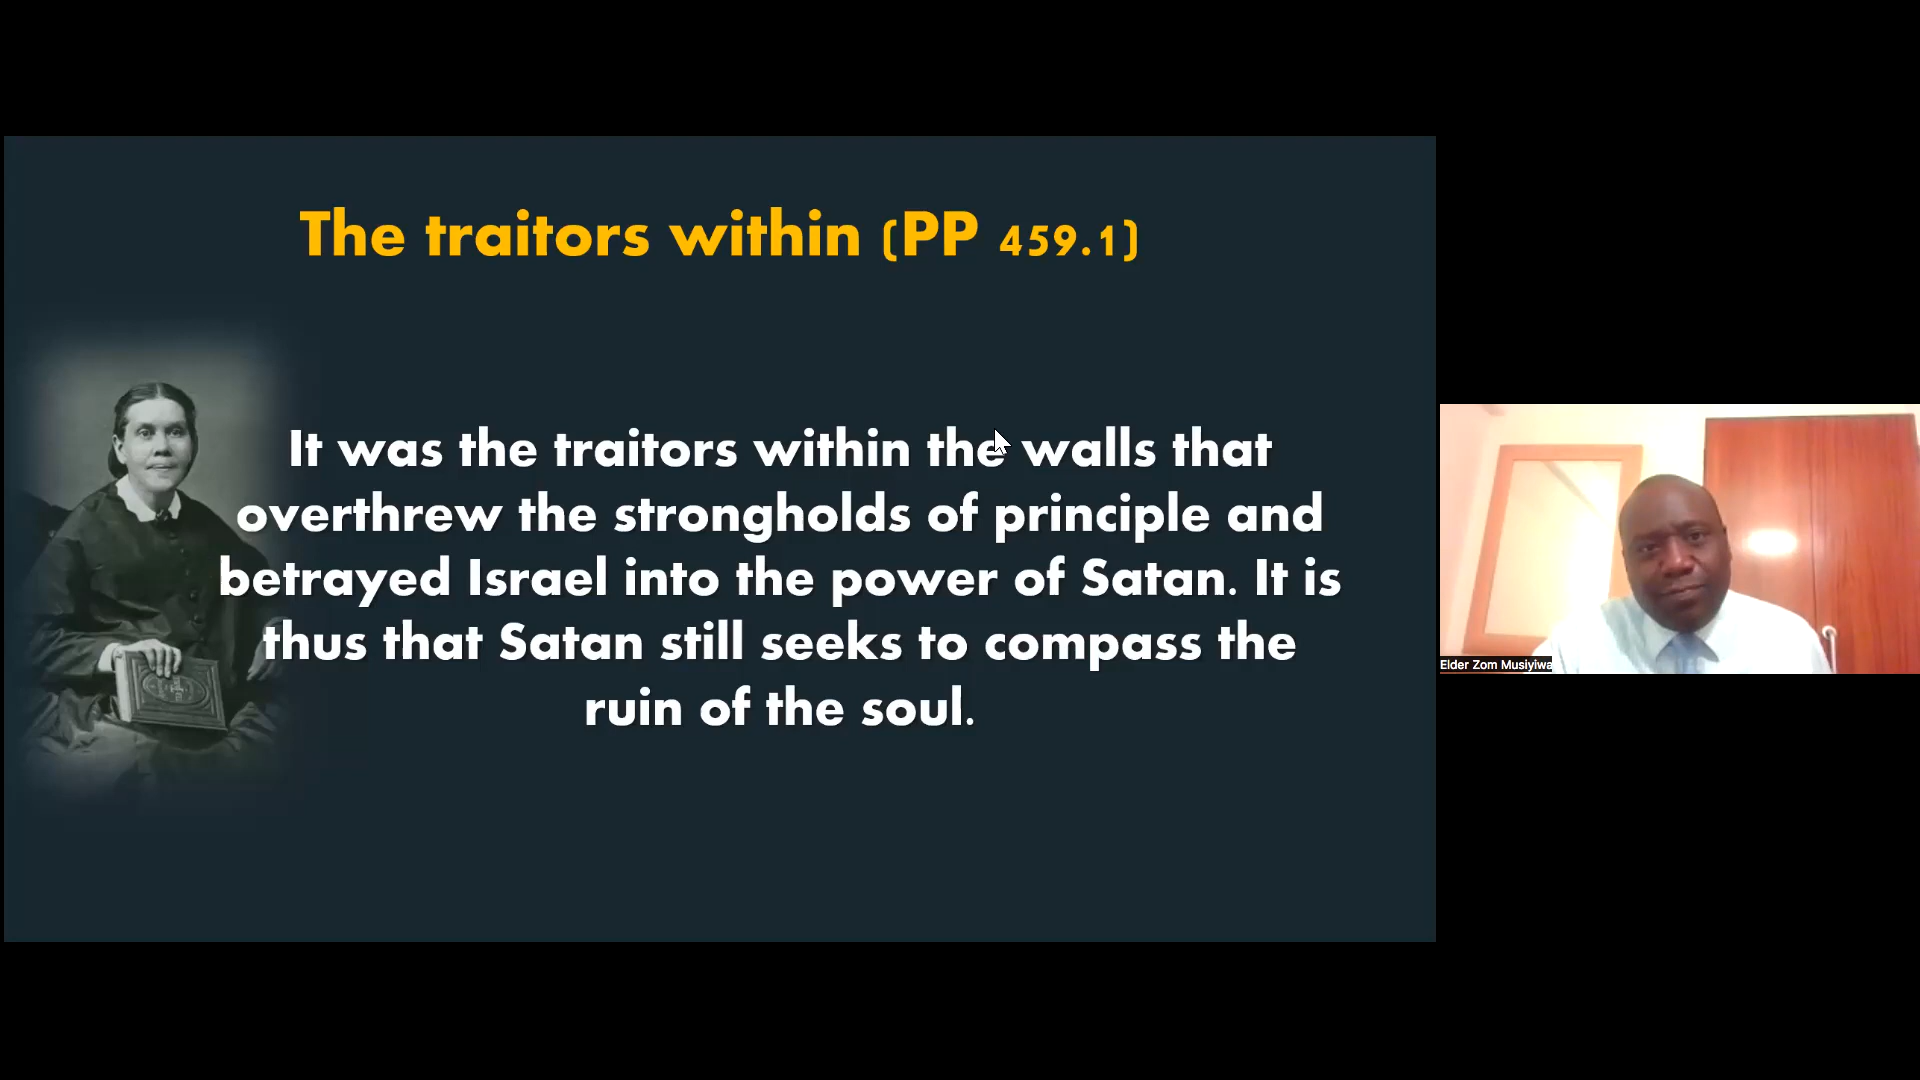 The traitors within (PP 459.1)
It was the traitors within the walls that
overthrew the strongholds of principle and
betrayed Israel into the power of Satan. It is
thus that Satan still seeks to compass the
ruin of the soul.
Elder Zom Musiyiwa